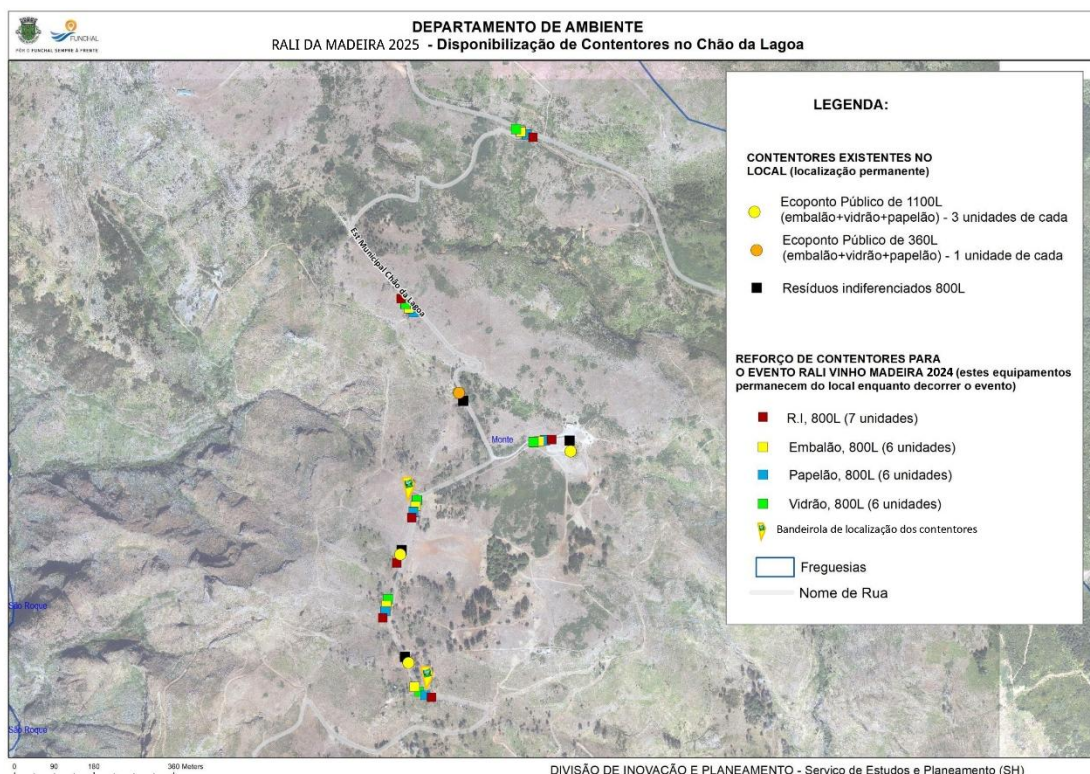 FUNCHAL
PÔR O FUNCHAL SEMPRE À FRENTE
DEPARTAMENTO DE AMBIENTE
RALI DA MADEIRA 2025 - Disponibilização de Contentores no Chão da Lagoa
Est Municipal Chão da Lagoa
Monte
São Roque
São Roque
LEGENDA:
CONTENTORES EXISTENTES NO
LOCAL (localização permanente)
Ecoponto Público de 1100L
(embalão+vidrão+papelão) - 3 unidades de cada
Ecoponto Público de 360L
(embalão+vidrão+papelão) - 1 unidade de cada
Resíduos indiferenciados 800L
REFORÇO DE CONTENTORES PARA
O EVENTO RALI VINHO MADEIRA 2024 (estes equipamentos
permanecem do local enquanto decorrer o evento)
R.I, 800L (7 unidades)
Embalão, 800L (6 unidades)
Papelão, 800L (6 unidades)
Vidrão, 800L (6 unidades)
Bandeirola de localização dos contentores
Freguesias
Nome de Rua
0 90 180 360 Meters
DIVISÃO DE INOVAÇÃO E PLANEAMENTO - Serviço de Estudos e Planeamento (SH)